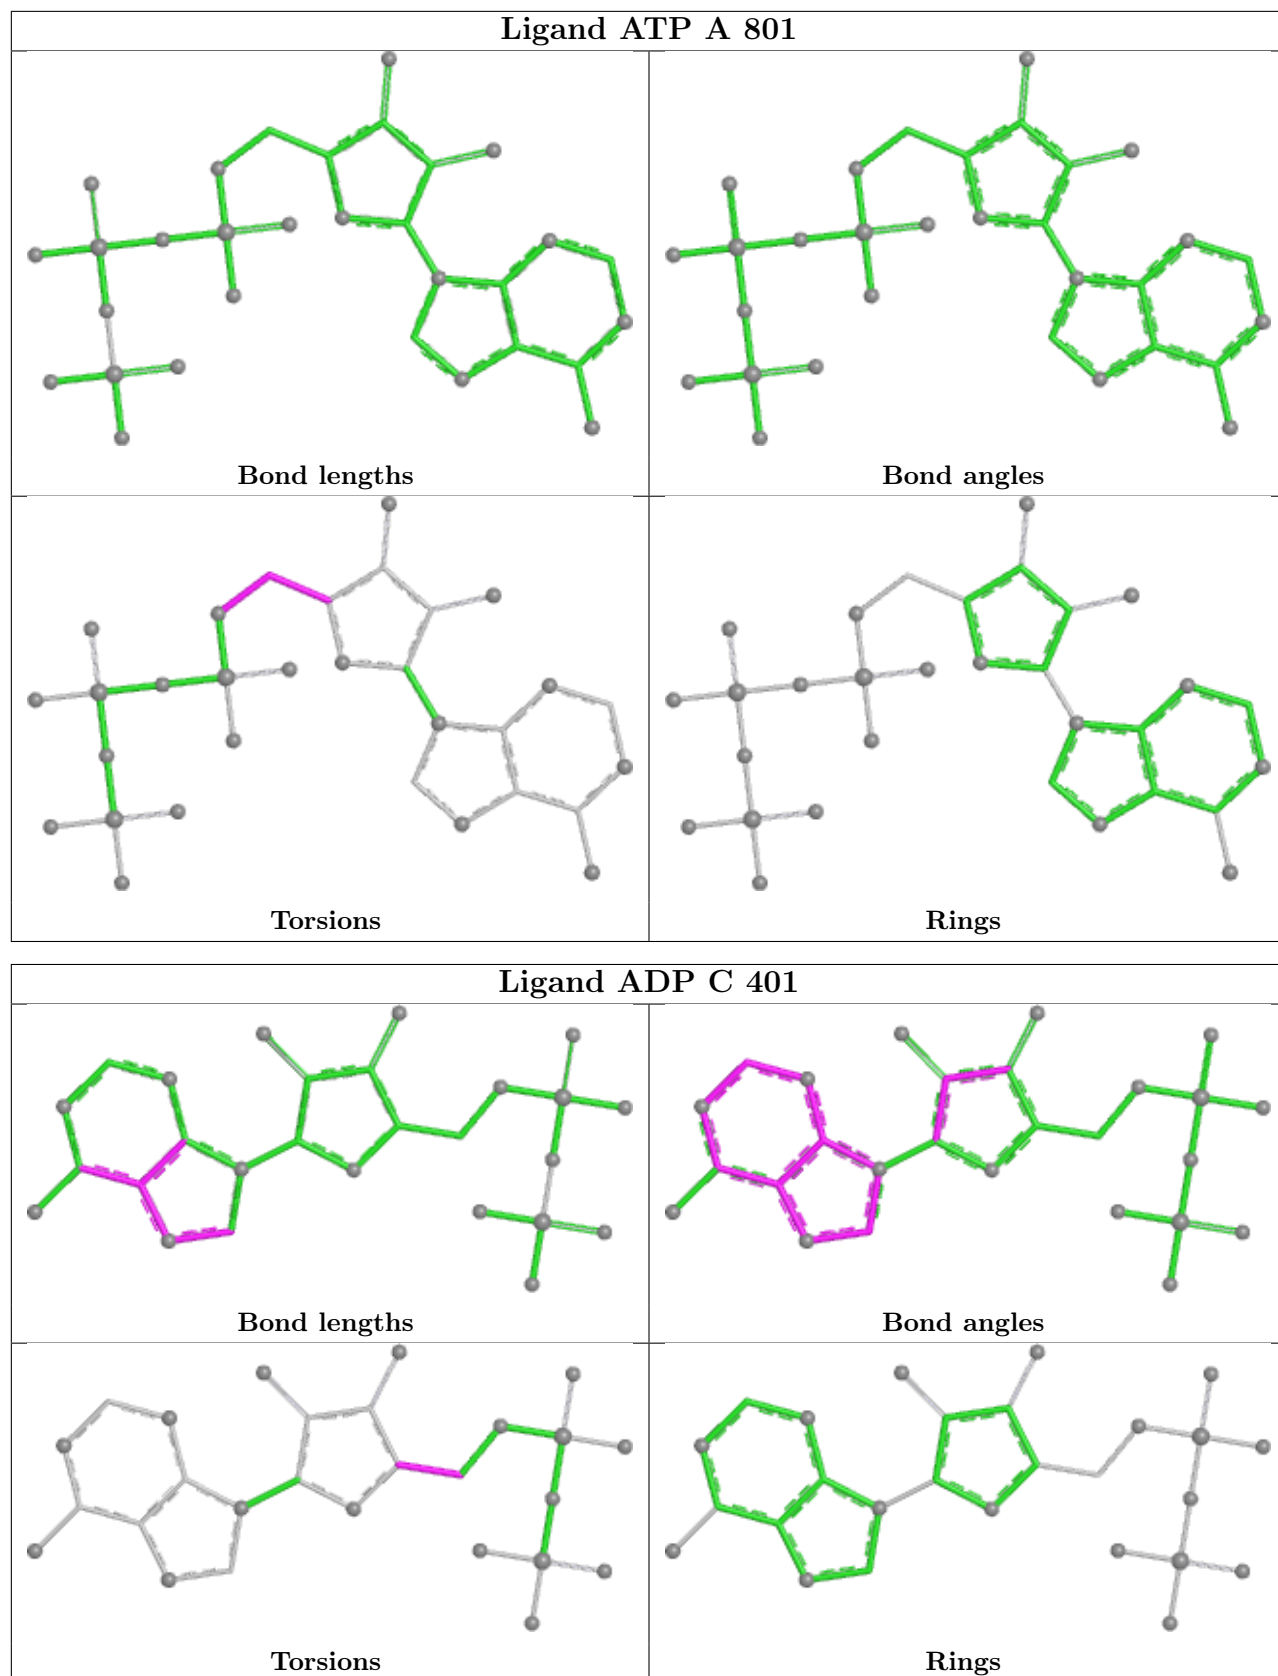 Ligand ATP A 801
Bond lengths
Bond angles
Torsions
Rings
Ligand ADP C 401
Bond lengths
Bond angles
Torsions
Rings